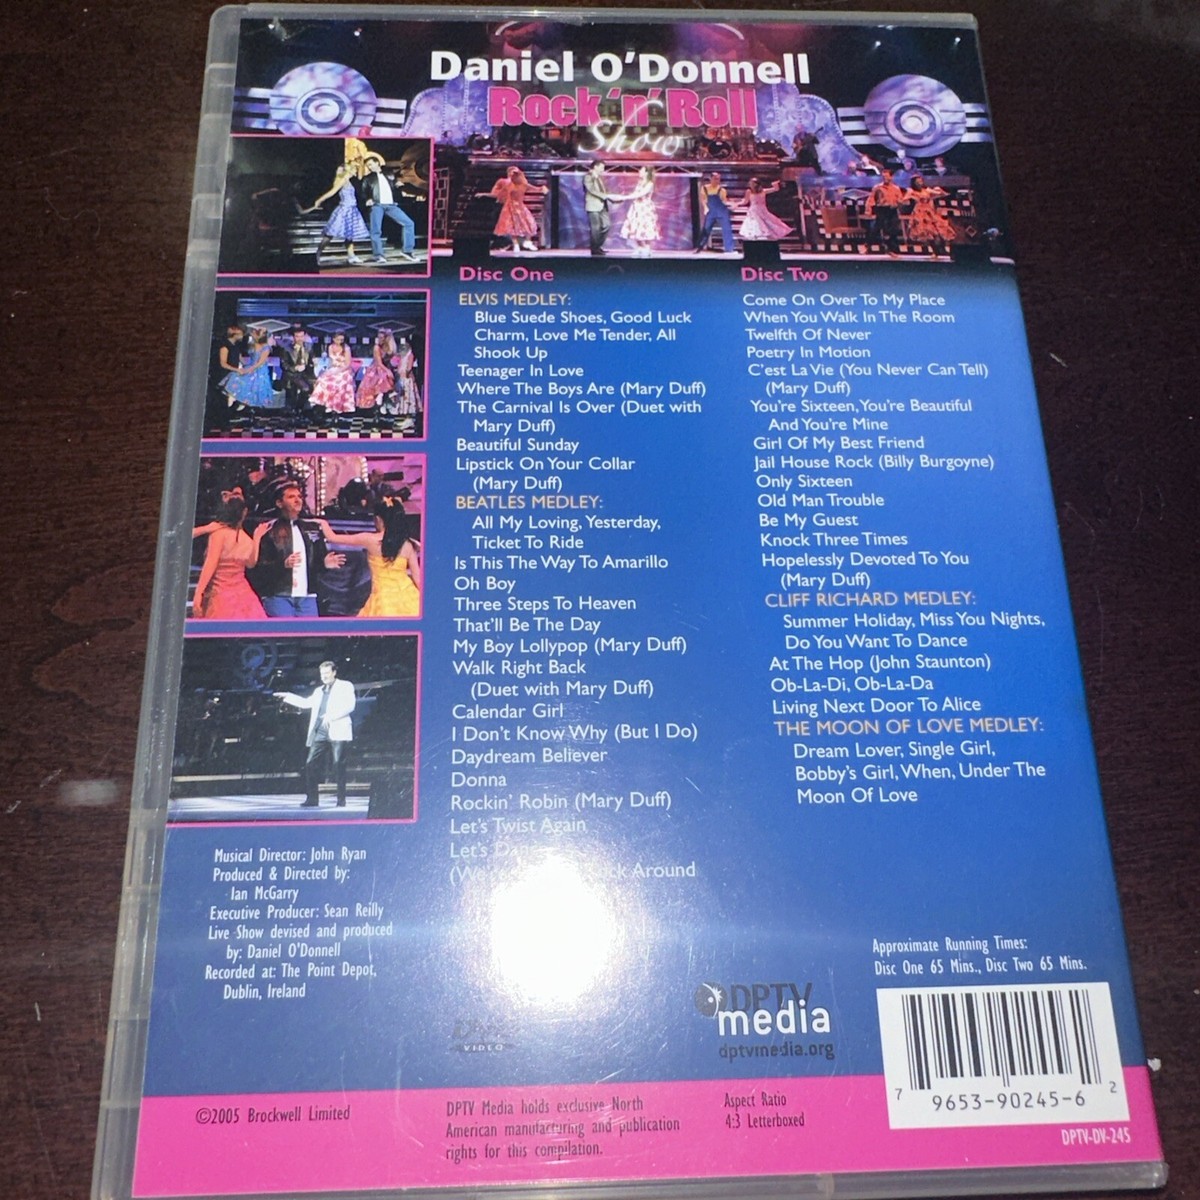 Daniel O'Donnell
Rock 'n' Roll
Show
Disc One
ELVIS MEDLEY:
Blue Suede Shoes, Good Luck
Charm, Love Me Tender, All
Shook Up
Teenager In Love
Where The Boys Are (Mary Duff)
The Carnival Is Over (Duet with
Mary Duff)
Beautiful Sunday
Lipstick On Your Collar
(Mary Duff)
BEATLES MEDLEY:
All My Loving, Yesterday,
Ticket To Ride
Is This The Way To Amarillo
Oh Boy
Three Steps To Heaven
That'll Be The Day
My Boy Lollypop (Mary Duff)
Walk Right Back
(Duet with Mary Duff)
Calendar Girl
I Don't Know Why (But I Do)
Daydream Believer
Donna
Rockin' Robin (Mary Duff)
Let's Twist Again
Let's
Around
Disc Two
Come On Over To My Place
When You Walk In The Room
Twelfth Of Never
Poetry In Motion
C'est La Vie (You Never Can Tell)
(Mary Duff)
You're Sixteen, You're Beautiful
And You're Mine
Girl Of My Best Friend
Jail House Rock (Billy Burgoyne)
Only Sixteen
Old Man Trouble
Be My Guest
Knock Three Times
Hopelessly Devoted To You
(Mary Duff)
CLIFF RICHARD MEDLEY:
Summer Holiday, Miss You Nights,
Do You Want To Dance
At The Hop (John Staunton)
Ob-La-Di, Ob-La-Da
Living Next Door To Alice
THE MOON OF LOVE MEDLEY:
Dream Lover, Single Girl,
Bobby's Girl, When, Under The
Moon Of Love
Musical Director: John Ryan
Produced & Directed by:
Ian McGarry
Executive Producer: Sean Reilly
Live Show devised and produced
by: Daniel O'Donnell
Recorded at: The Point Depot,
Dublin, Ireland
Approximate Running Times:
Disc One 65 Mins., Disc Two 65 Mins.
DVD
VIDEO
DPTV
media
dptvmedia.org
7 9653-90245-6 2
©2005 Brockwell Limited
DPTV Media holds exclusive North
American manufacturing and publication
rights for this compilation.
Aspect Ratio
4:3 Letterboxed
DPTV-DV-245